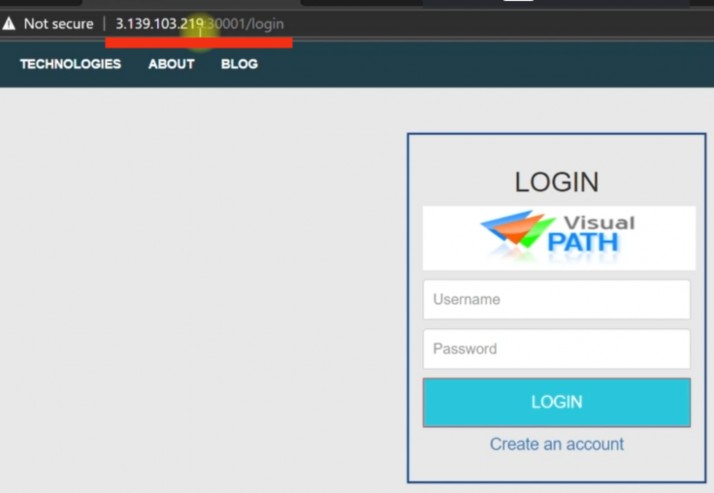 Not secure | 3.139.103.219:30001/login
TECHNOLOGIES ABOUT BLOG
LOGIN
Visual
PATH
Username
Password
LOGIN
Create an account